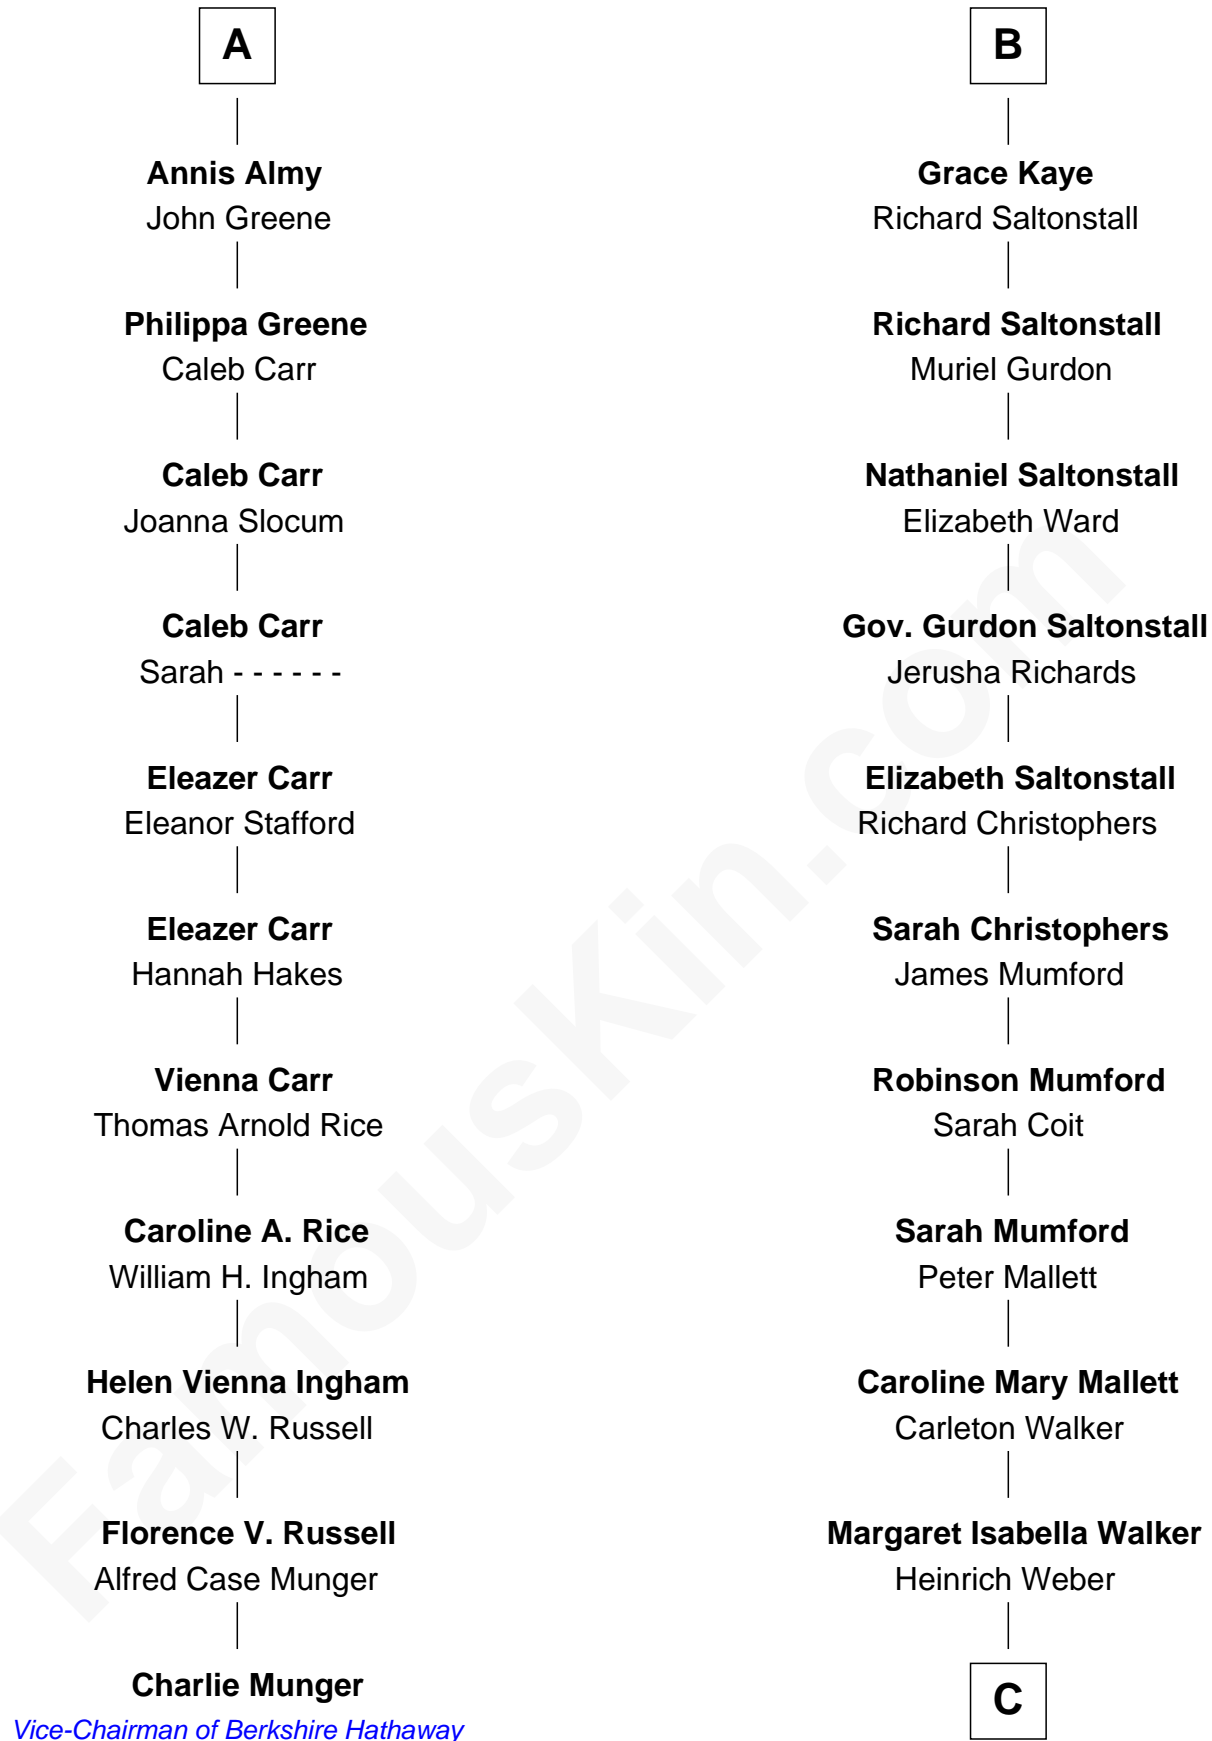 A
Annis Almy
John Greene
Philippa Greene
Caleb Carr
Caleb Carr
Joanna Slocum
Caleb Carr
Sarah - - - - - -
Eleazer Carr
Eleanor Stafford
Eleazer Carr
Hannah Hakes
Vienna Carr
Thomas Arnold Rice
Caroline A. Rice
William H. Ingham
Helen Vienna Ingham
Charles W. Russell
Florence V. Russell
Alfred Case Munger
Charlie Munger
Vice-Chairman of Berkshire Hathaway
B
Grace Kaye
Richard Saltonstall
Richard Saltonstall
Muriel Gurdon
Nathaniel Saltonstall
Elizabeth Ward
Gov. Gurdon Saltonstall
Jerusha Richards
Elizabeth Saltonstall
Richard Christophers
Sarah Christophers
James Mumford
Robinson Mumford
Sarah Coit
Sarah Mumford
Peter Mallett
Caroline Mary Mallett
Carleton Walker
Margaret Isabella Walker
Heinrich Weber
C
FamousKin.com